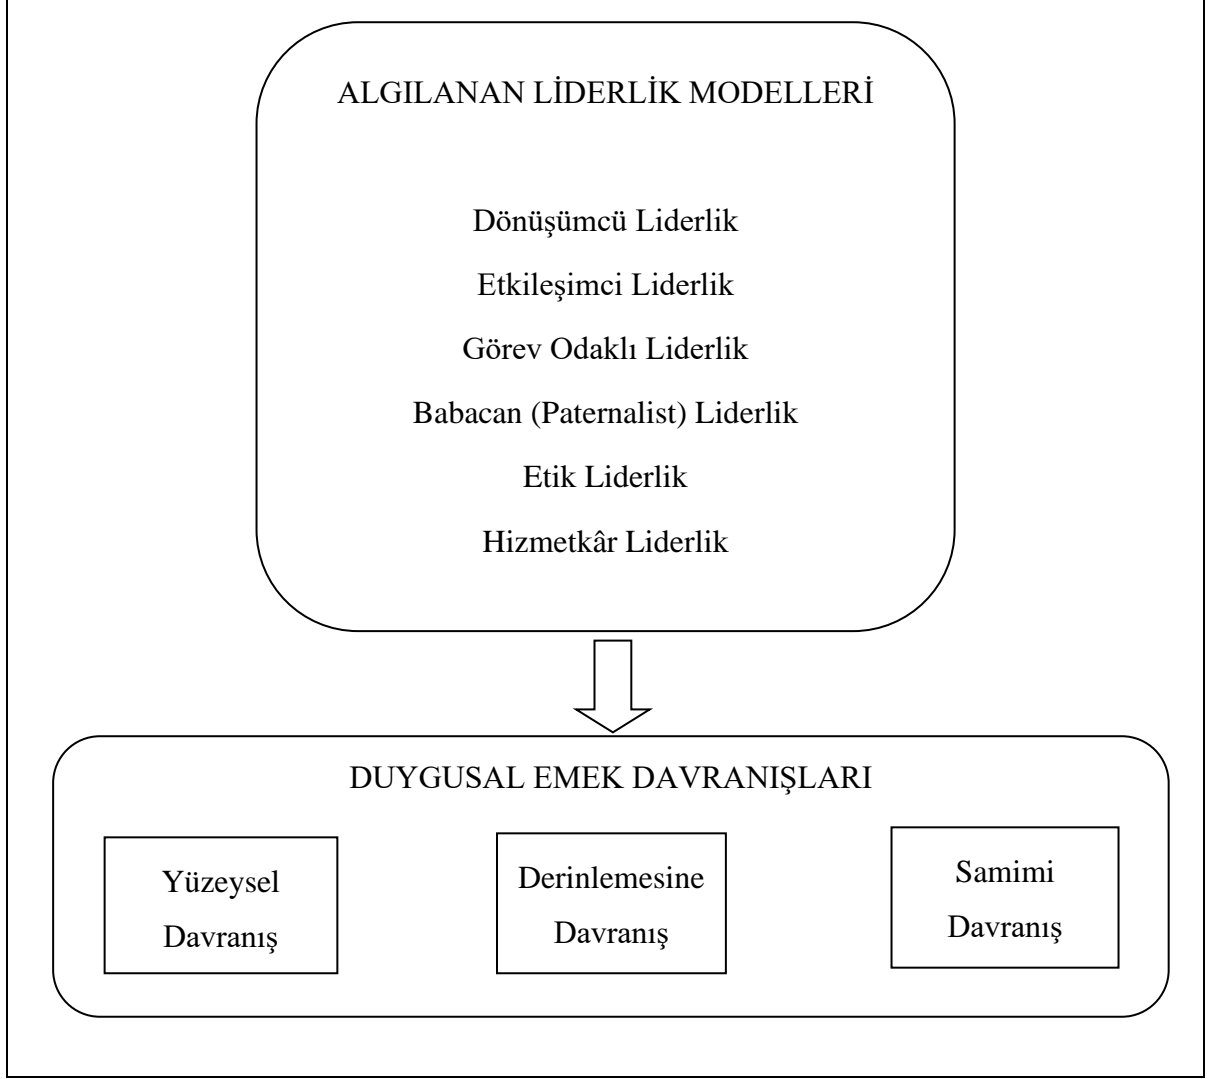 ALGILANAN LİDERLİK MODELLERİ
Dönüşümcü Liderlik
Etkileşimci Liderlik
Görev Odaklı Liderlik
Babacan (Paternalist) Liderlik
Etik Liderlik
Hizmetkâr Liderlik
DUYGUSAL EMEK DAVRANIŞLARI
Yüzeysel
Davranış
Derinlemesine
Davranış
Samimi
Davranış